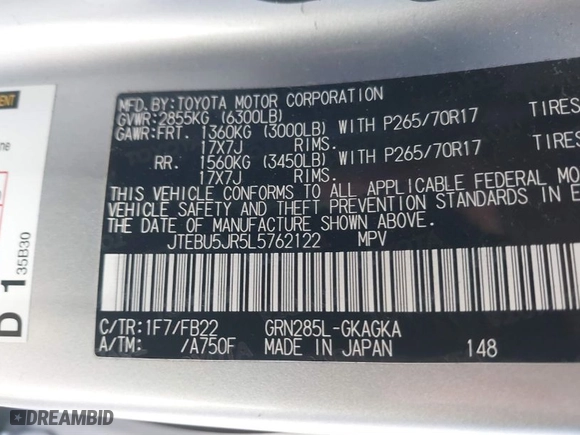 MFD.BY:TOYOTA MOTOR CORPORATION
GVWR:2855KG (6300LB)
GAWR:FRT. 1360KG (3000LB) WITH P265/70R17 TIRES
17X7J RIMS.
RR. 1560KG (3450LB) WITH P265/70R17 TIRES
17X7J RIMS.
THIS VEHICLE CONFORMS TO ALL APPLICABLE FEDERAL MO
VEHICLE SAFETY AND THEFT PREVENTION STANDARDS IN E
THE DATE OF MANUFACTURE SHOWN ABOVE.
JTEBU5JR5L5762122 MPV
C/TR:1F7/FB22 GRN285L-GKAGKA
A/TM: /A750F MADE IN JAPAN 148
D 1
35B30
DREAMBID